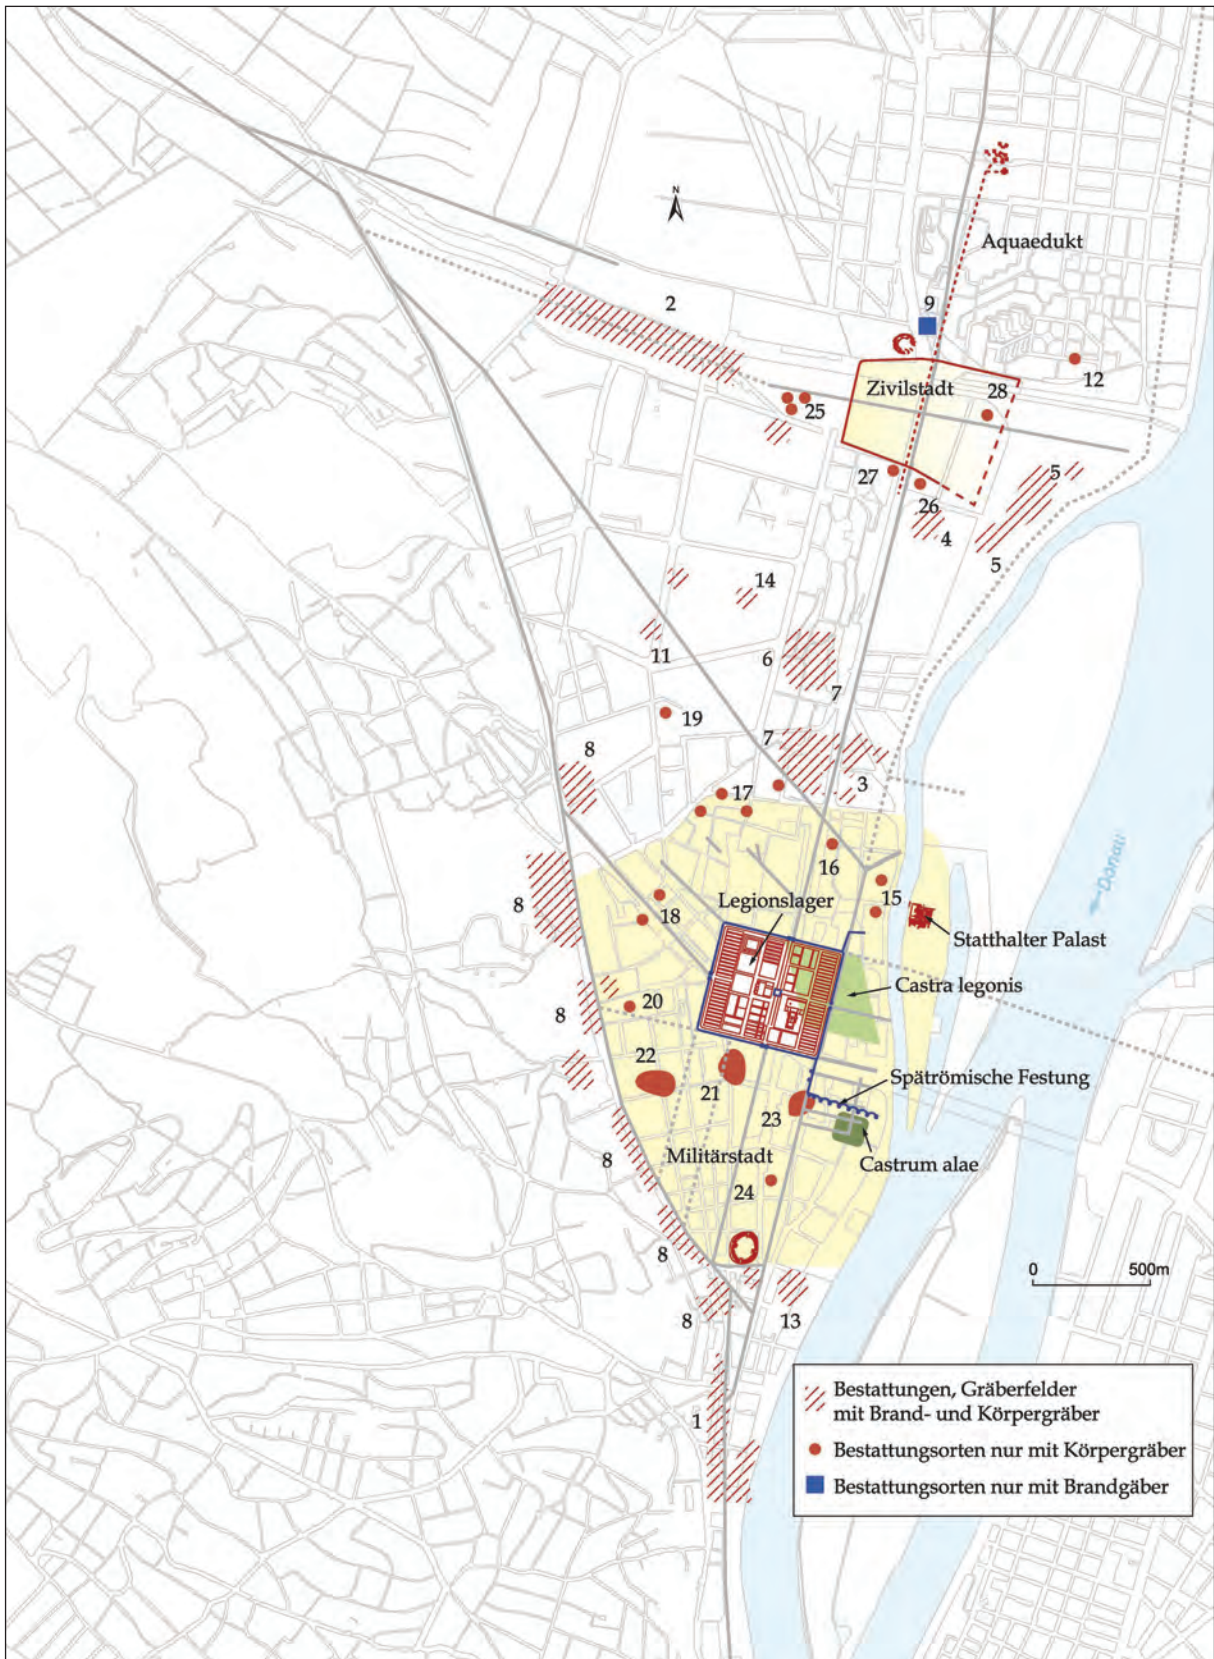 N
Aquaedukt
2
9
12
Zivilstadt
28
25
27
26
5
4
5
14
11
6
7
19
7
8
3
17
16
8
18
Legionslager
15
Statthalter Palast
Castra legonis
8
20
22
21
Spätrömische Festung
23
Militärstadt
Castrum alae
8
24
8
8
13
Donau
0
500m
1
Bestattungen, Gräberfelder
mit Brand- und Körpergräber
Bestattungsorten nur mit Körpergräber
Bestattungsorten nur mit Brandgäber